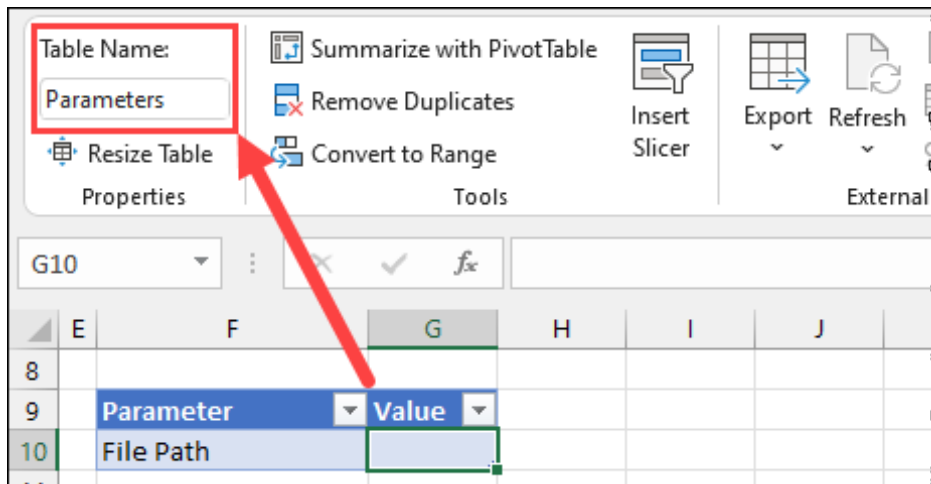 Table Name:
Parameters
Resize Table
Properties
Summarize with PivotTable
Remove Duplicates
Convert to Range
Tools
Insert
Slicer
Export
Refresh
External
G10
fx
E F G H I J
8
9 Parameter Value
10 File Path